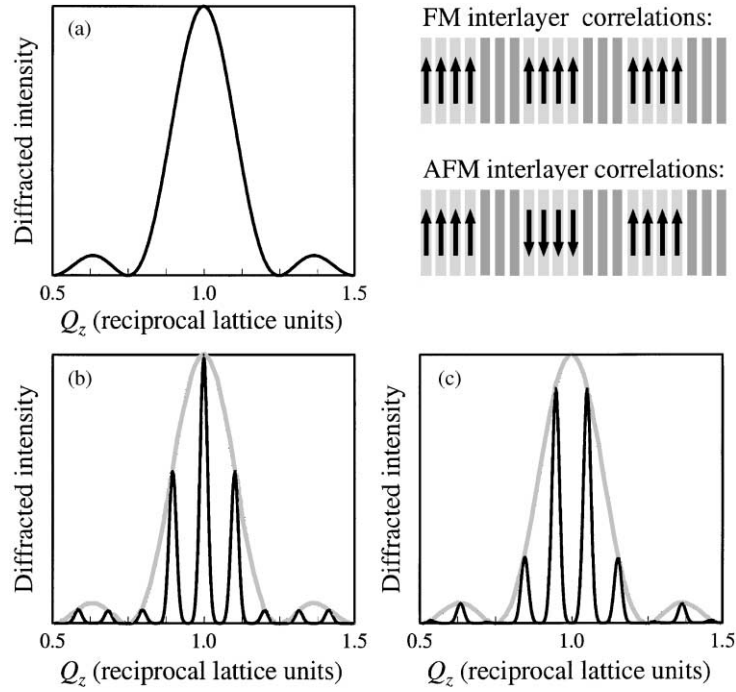 (a)
Diffracted intensity
0.5 1.0 1.5
Q_z (reciprocal lattice units)
FM interlayer correlations:
AFM interlayer correlations:
(b)
Diffracted intensity
0.5 1.0 1.5
Q_z (reciprocal lattice units)
(c)
Diffracted intensity
0.5 1.0 1.5
Q_z (reciprocal lattice units)